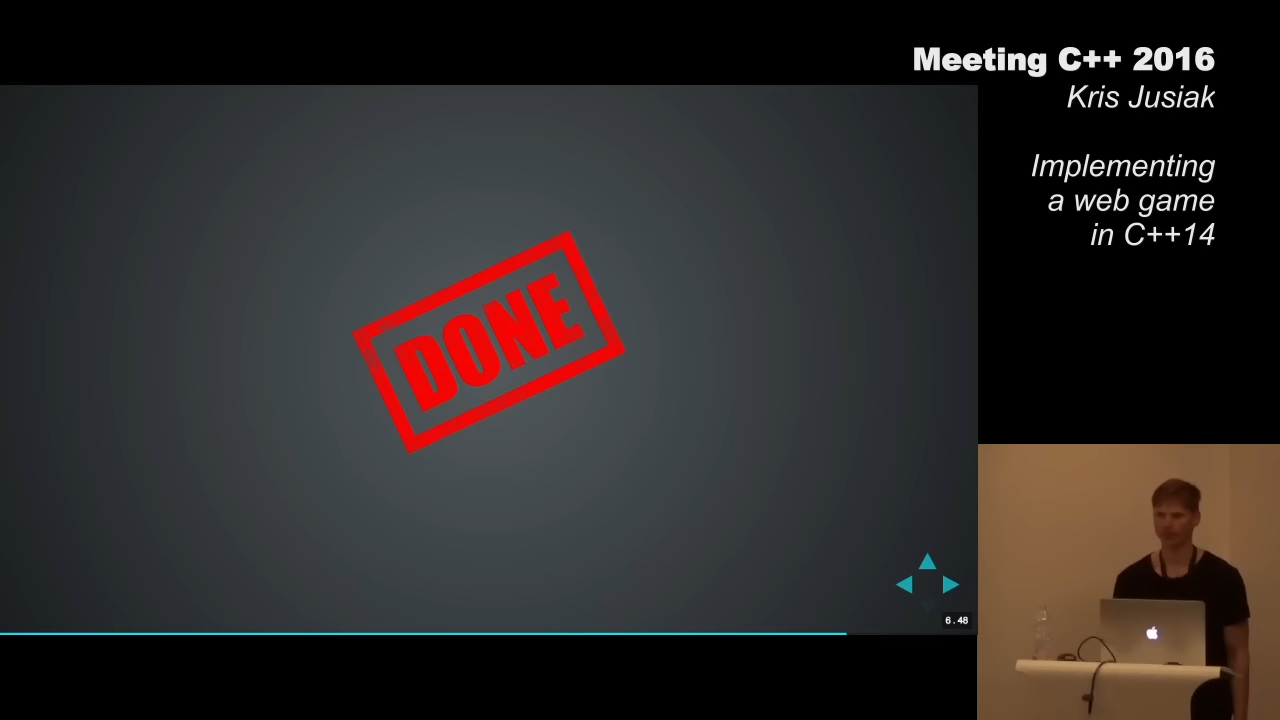 Meeting C++ 2016
Kris Jusiak
Implementing
a web game
in C++14
DONE
6.48